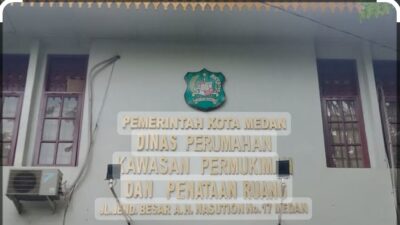 PEMERINTAH KOTA MEDAN
DINAS PERUMAHAN
KAWASAN PERMUKIMAN
DAN PENATAAN RUANG
JL. JEND. BESAR A.H. NASUTION No. 17 MEDAN